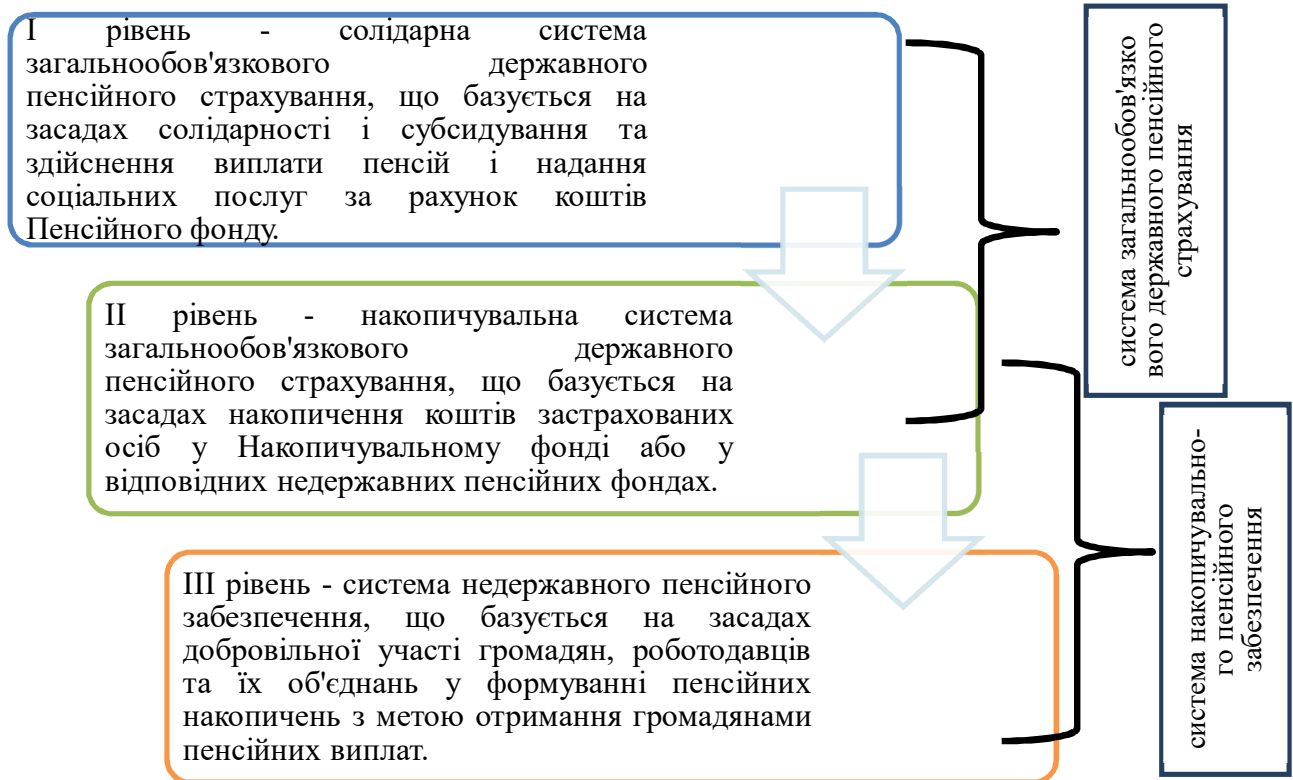 І рівень - солідарна система
загальнообов'язкового державного
пенсійного страхування, що базується на
засадах солідарності і субсидування та
здійснення виплати пенсій і надання
соціальних послуг за рахунок коштів
Пенсійного фонду.
ІІ рівень - накопичувальна система
загальнообов'язкового державного
пенсійного страхування, що базується на
засадах накопичення коштів застрахованих
осіб у Накопичувальному фонді або у
відповідних недержавних пенсійних фондах.
ІІІ рівень - система недержавного пенсійного
забезпечення, що базується на засадах
добровільної участі громадян, роботодавців
та їх об'єднань у формуванні пенсійних
накопичень з метою отримання громадянами
пенсійних виплат.
система загальнообов'язко
вого державного пенсійного
страхування
система накопичувально-
го пенсійного
забезпечення